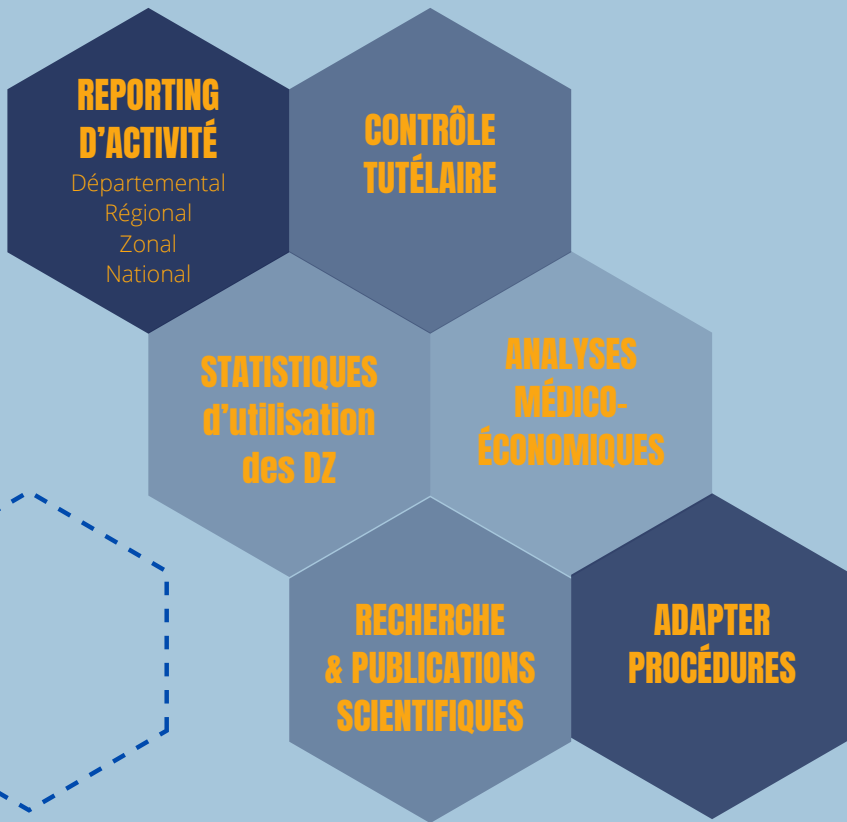 REPORTING
D’ACTIVITÉ
Départemental
Régional
Zonal
National
CONTRÔLE
TUTÉLAIRE
STATISTIQUES
d’utilisation
des DZ
ANALYSES
MÉDICO-
ÉCONOMIQUES
RECHERCHE
& PUBLICATIONS
SCIENTIFIQUES
ADAPTER
PROCÉDURES